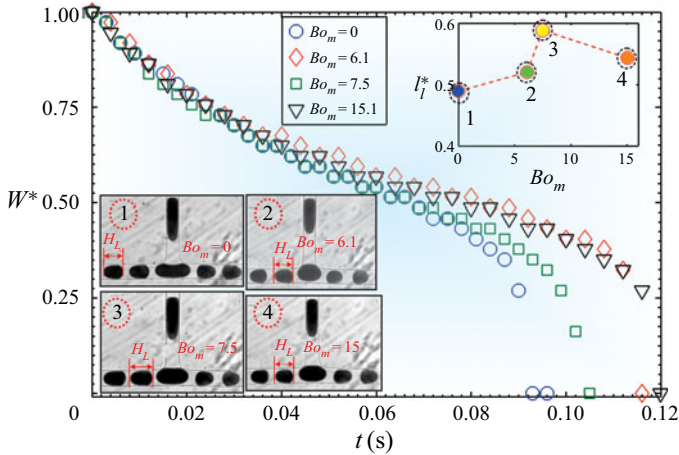 1.00
0.75
0.50
0.25
0
0.02
0.04
0.06
0.08
0.10
0.12
W*
t (s)
Bo_m = 0
Bo_m = 6.1
Bo_m = 7.5
Bo_m = 15.1
0.6
0.5
0.4
l_l*
0
5
10
15
Bo_m
1
2
3
4
1
H_L
Bo_m = 0
2
H_L
Bo_m = 6.1
3
H_L
Bo_m = 7.5
4
H_L
Bo_m = 15